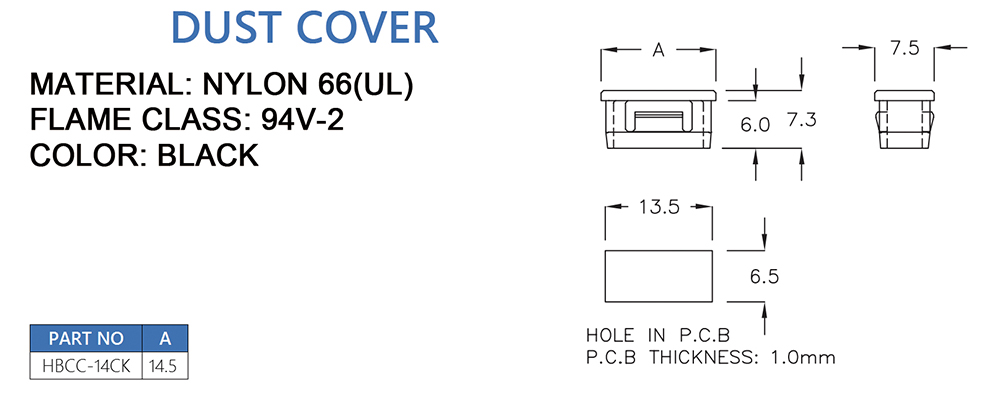 DUST COVER
MATERIAL: NYLON 66(UL)
FLAME CLASS: 94V-2
COLOR: BLACK
A
7.5
6.0
7.3
13.5
6.5
HOLE IN P.C.B
P.C.B THICKNESS: 1.0mm
PART NO A
HBCC-14CK 14.5